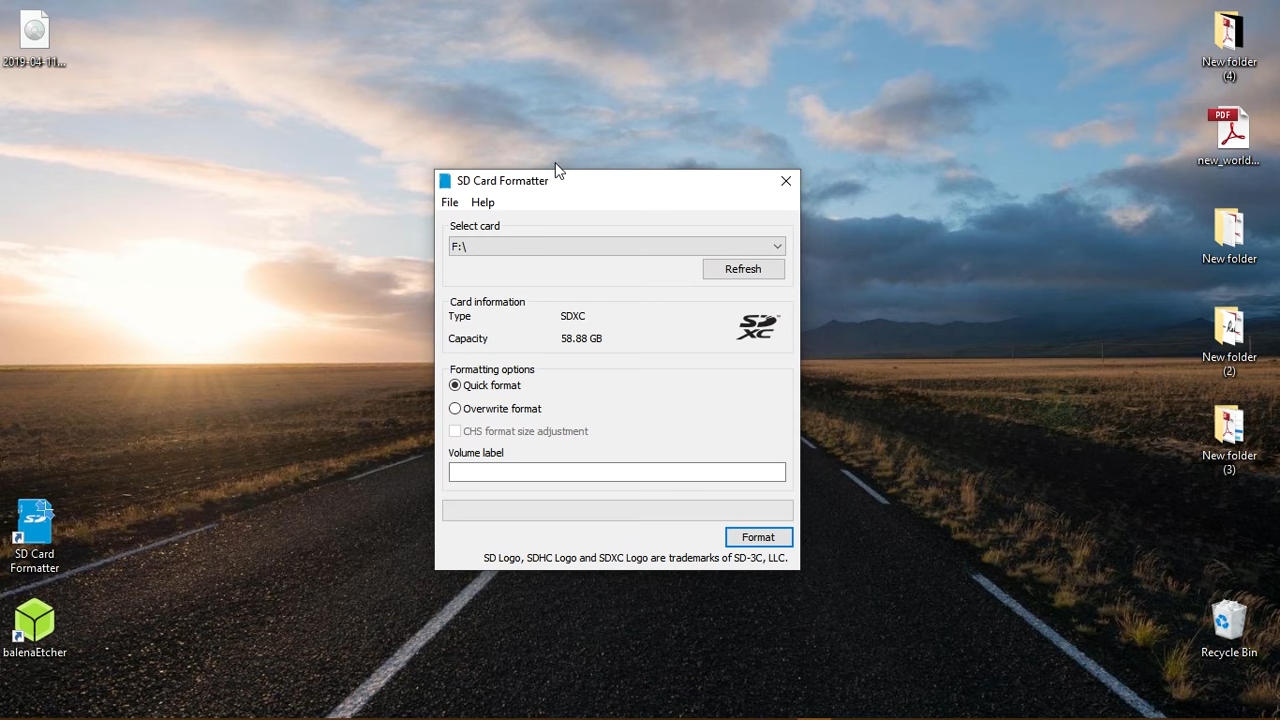 2019-04-11...
New folder
(4)
PDF
new_world...
New folder
New folder
(2)
New folder
(3)
SD Card Formatter
File Help
Select card
F:\
Refresh
Card information
Type SDXC
SD
XC
Capacity 58.88 GB
Formatting options
Quick format
Overwrite format
CHS format size adjustment
Volume label
Format
SD Logo, SDHC Logo and SDXC Logo are trademarks of SD-3C, LLC.
SD
SD Card
Formatter
balenaEtcher
Recycle Bin